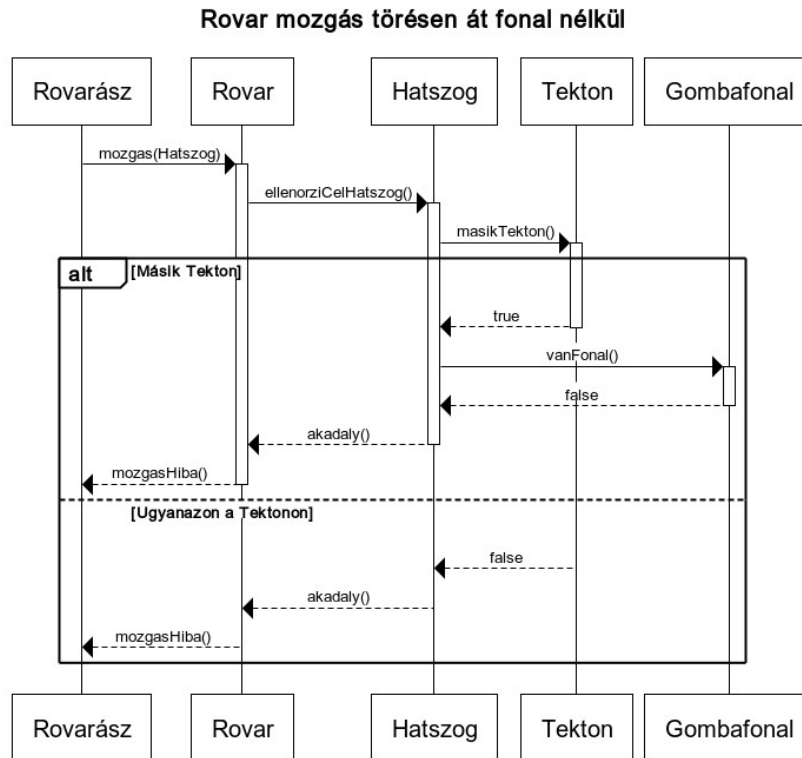 Rovar mozgás törésen át fonal nélkül
Rovarász Rovar Hatszog Tekton Gombafonal
mozgas(Hatszog)
ellenorziCelHatszog()
masikTekton()
alt [Másik Tekton]
true
vanFonal()
false
akadaly()
mozgasHiba()
[Ugyanazon a Tektonon]
false
akadaly()
mozgasHiba()
Rovarász Rovar Hatszog Tekton Gombafonal